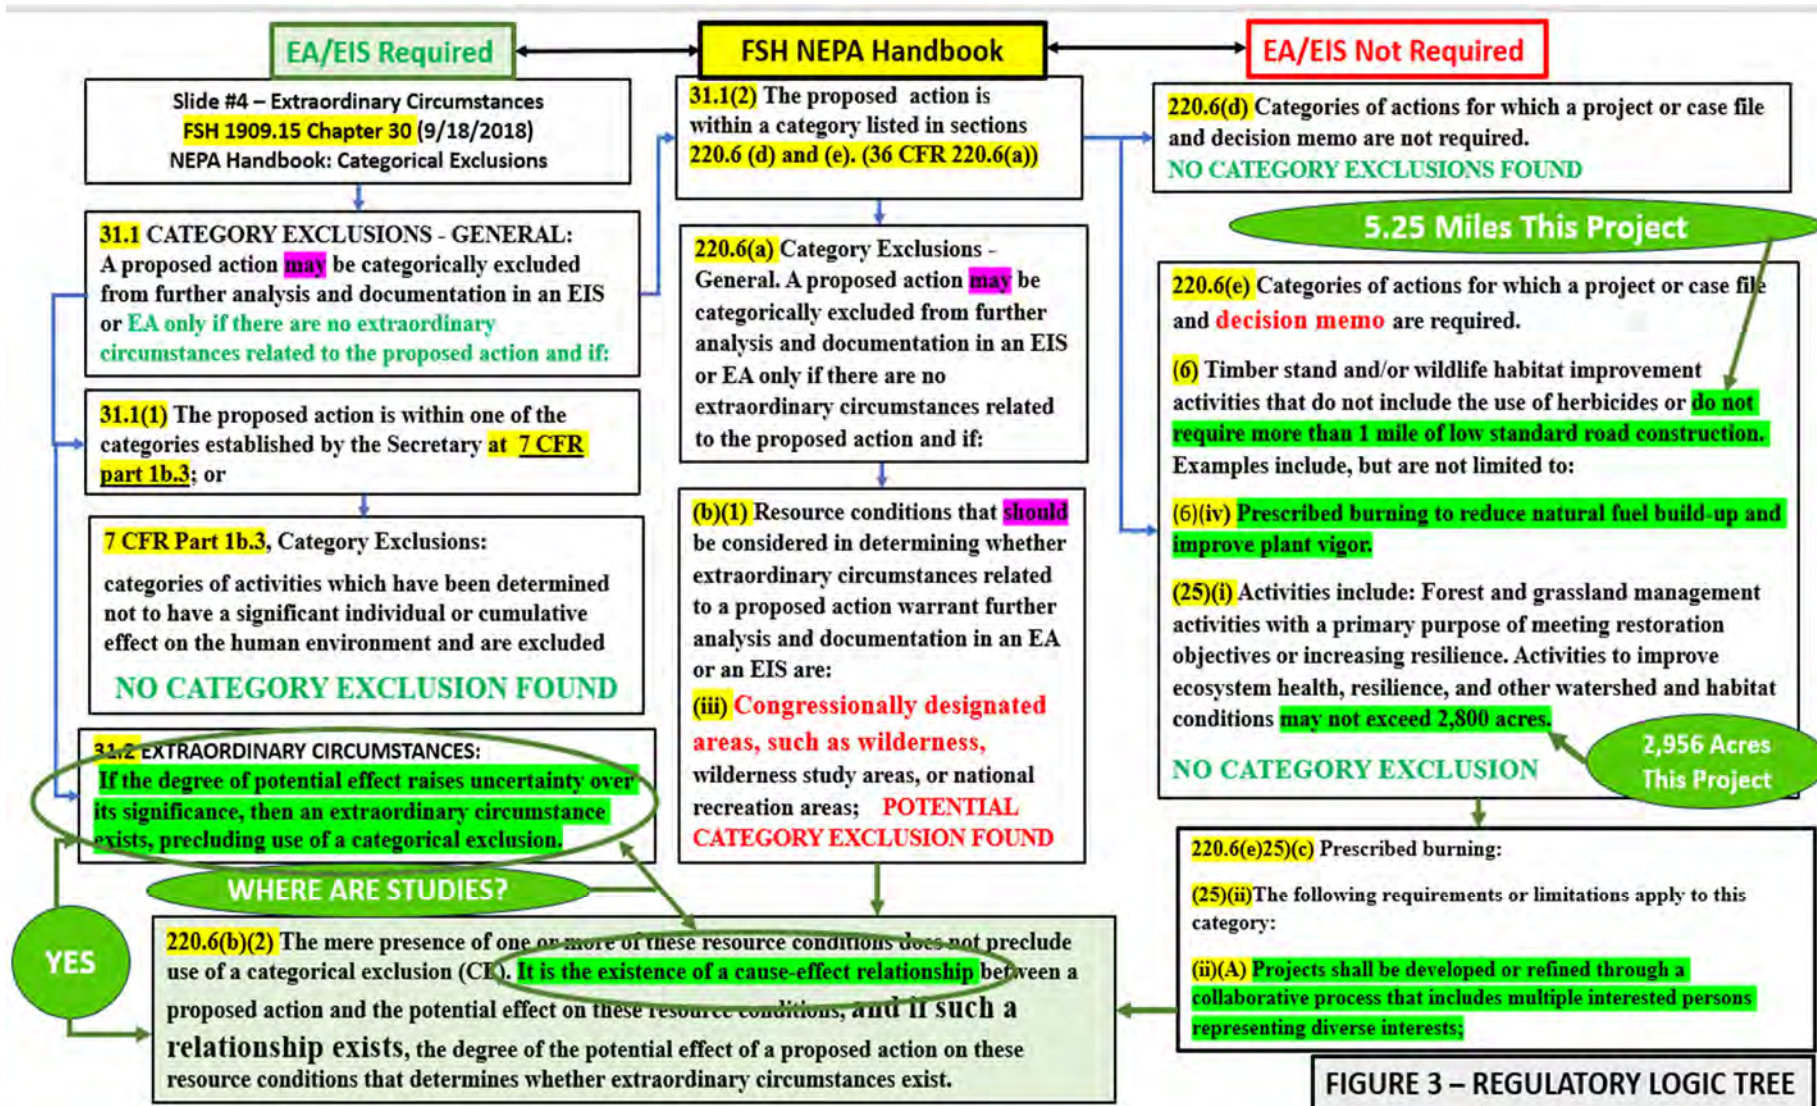 EA/EIS Required
FSH NEPA Handbook
EA/EIS Not Required
Slide #4 – Extraordinary Circumstances
FSH 1909.15 Chapter 30 (9/18/2018)
NEPA Handbook: Categorical Exclusions
31.1 CATEGORY EXCLUSIONS - GENERAL:
A proposed action may be categorically excluded
from further analysis and documentation in an EIS
or EA only if there are no extraordinary
circumstances related to the proposed action and if:
31.1(1) The proposed action is within one of the
categories established by the Secretary at 7 CFR
part 1b.3; or
7 CFR Part 1b.3, Category Exclusions:
categories of activities which have been determined
not to have a significant individual or cumulative
effect on the human environment and are excluded
NO CATEGORY EXCLUSION FOUND
31.2 EXTRAORDINARY CIRCUMSTANCES:
If the degree of potential effect raises uncertainty over
its significance, then an extraordinary circumstance
exists, precluding use of a categorical exclusion.
WHERE ARE STUDIES?
YES
31.1(2) The proposed action is
within a category listed in sections
220.6 (d) and (e). (36 CFR 220.6(a))
220.6(a) Category Exclusions -
General. A proposed action may be
categorically excluded from further
analysis and documentation in an EIS
or EA only if there are no
extraordinary circumstances related
to the proposed action and if:
(b)(1) Resource conditions that should
be considered in determining whether
extraordinary circumstances related
to a proposed action warrant further
analysis and documentation in an EA
or an EIS are:
(iii) Congressionally designated
areas, such as wilderness,
wilderness study areas, or national
recreation areas; POTENTIAL
CATEGORY EXCLUSION FOUND
220.6(b)(2) The mere presence of one or more of these resource conditions does not preclude
use of a categorical exclusion (CE). It is the existence of a cause-effect relationship between a
proposed action and the potential effect on these resource conditions, and if such a
relationship exists, the degree of the potential effect of a proposed action on these
resource conditions that determines whether extraordinary circumstances exist.
220.6(d) Categories of actions for which a project or case file
and decision memo are not required.
NO CATEGORY EXCLUSIONS FOUND
5.25 Miles This Project
220.6(e) Categories of actions for which a project or case file
and decision memo are required.
(6) Timber stand and/or wildlife habitat improvement
activities that do not include the use of herbicides or do not
require more than 1 mile of low standard road construction.
Examples include, but are not limited to:
(6)(iv) Prescribed burning to reduce natural fuel build-up and
improve plant vigor.
(25)(i) Activities include: Forest and grassland management
activities with a primary purpose of meeting restoration
objectives or increasing resilience. Activities to improve
ecosystem health, resilience, and other watershed and habitat
conditions may not exceed 2,800 acres.
NO CATEGORY EXCLUSION
2,956 Acres
This Project
220.6(e)25)(c) Prescribed burning:
(25)(ii)The following requirements or limitations apply to this
category:
(ii)(A) Projects shall be developed or refined through a
collaborative process that includes multiple interested persons
representing diverse interests;
FIGURE 3 – REGULATORY LOGIC TREE